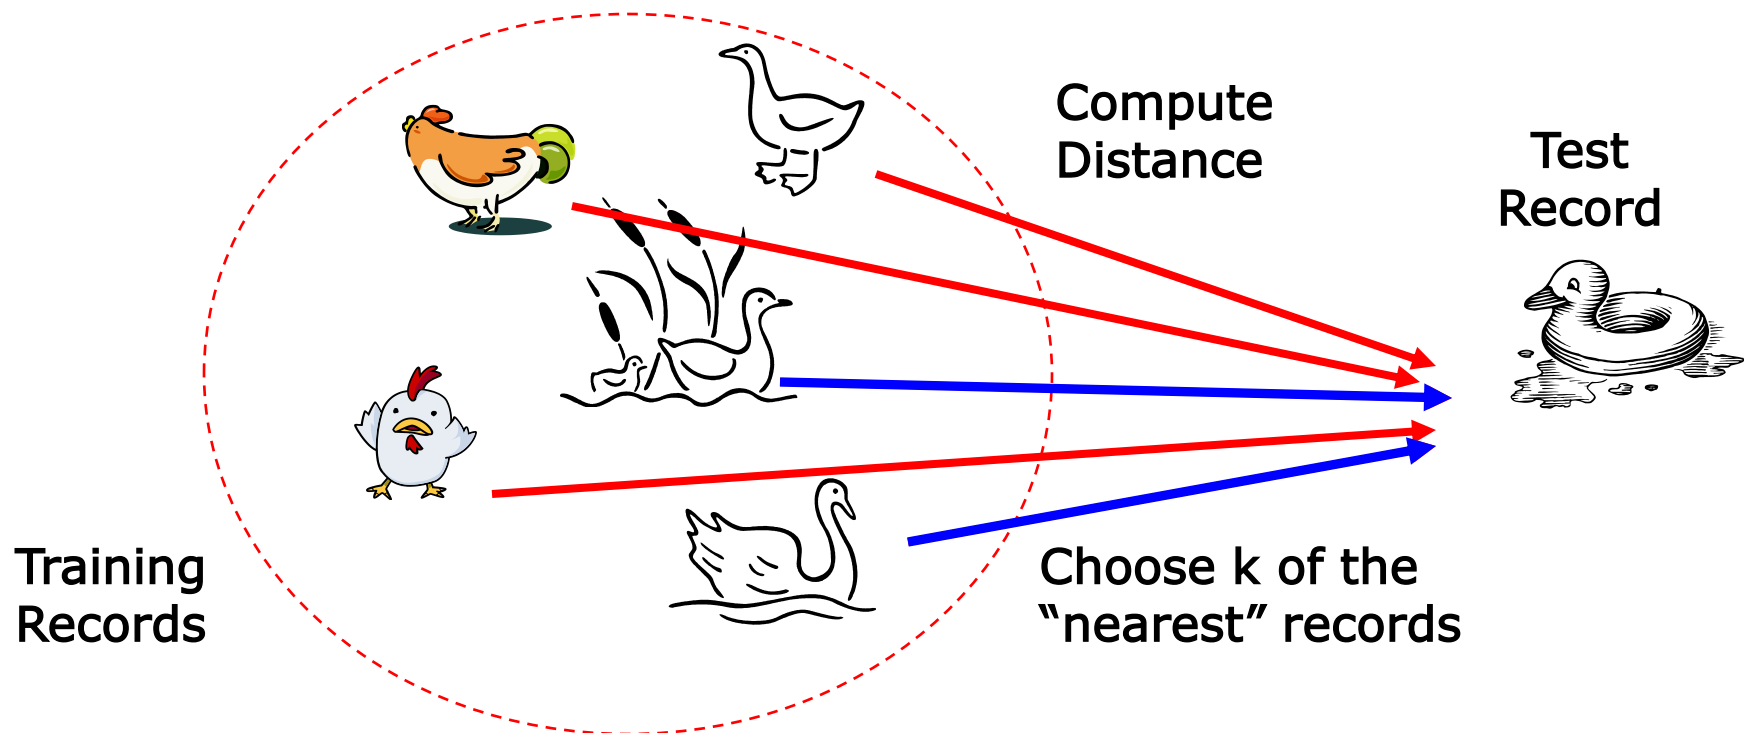 Compute
Distance
Test
Record
Training
Records
Choose k of the
“nearest” records